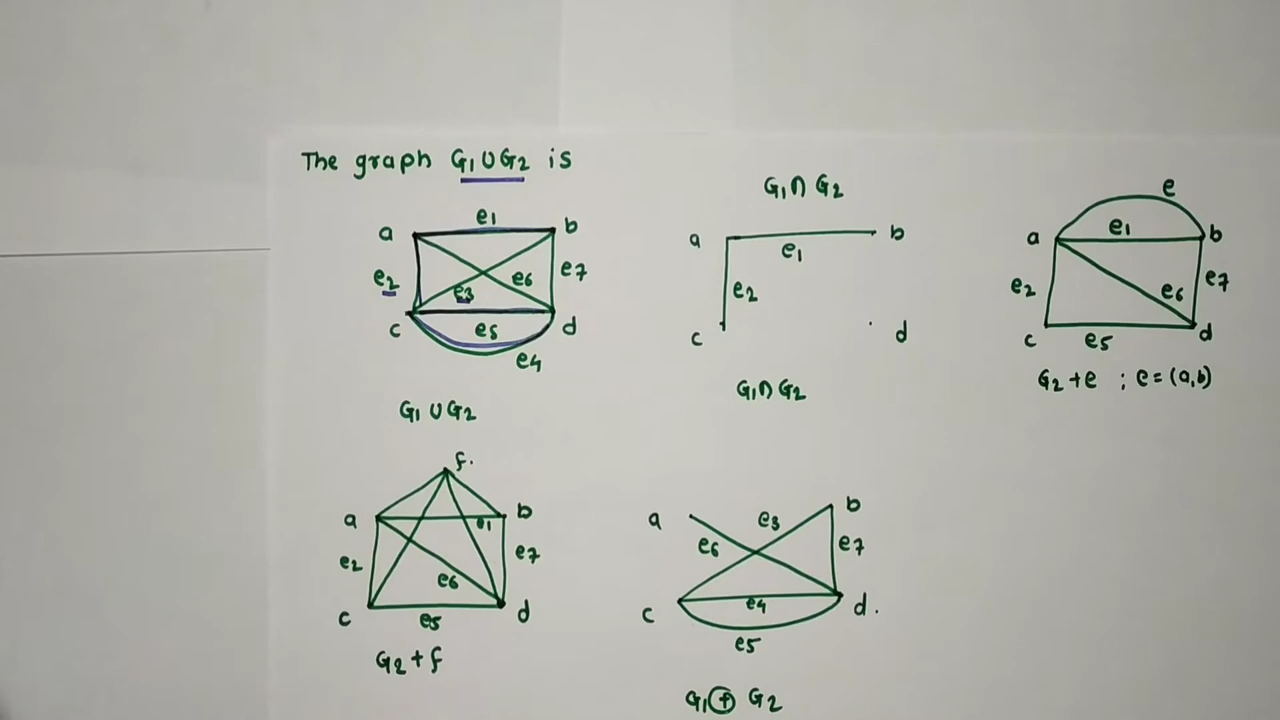 The graph G₁∪G₂ is
a e₁ b
e₂ e₃ e₆ e₇
c e₅ d
e₄
G₁∪G₂
G₁∩G₂
a e₁ b
e₂
c d
G₁∩G₂
e
a e₁ b
e₂ e₆ e₇
c e₅ d
G₂+e ; e=(a,b)
f.
a e₁ b
e₂ e₆ e₇
c e₅ d
G₂+f
a e₃ b
e₆ e₇
c e₄ d.
e₅
G₁⊕G₂